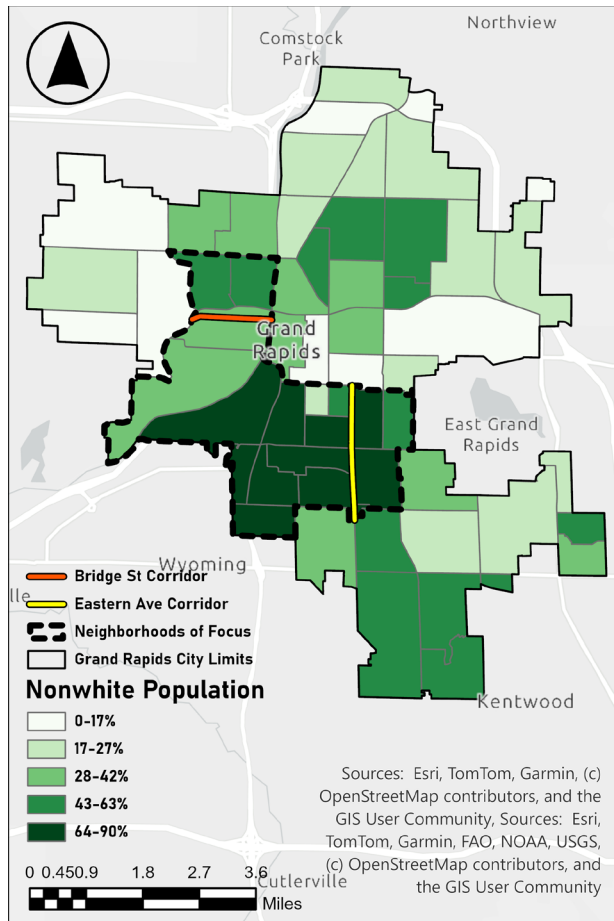 Northview
Comstock
Park
Grand
Rapids
East Grand
Rapids
Wyoming
lle
Bridge St Corridor
Eastern Ave Corridor
Neighborhoods of Focus
Grand Rapids City Limits
Nonwhite Population
0-17%
17-27%
28-42%
43-63%
64-90%
Kentwood
Sources: Esri, TomTom, Garmin, (c)
OpenStreetMap contributors, and the
GIS User Community, Sources: Esri,
TomTom, Garmin, FAO, NOAA, USGS,
(c) OpenStreetMap contributors, and
the GIS User Community
0 0.450.9 1.8 2.7 3.6
Miles
Cutlerville